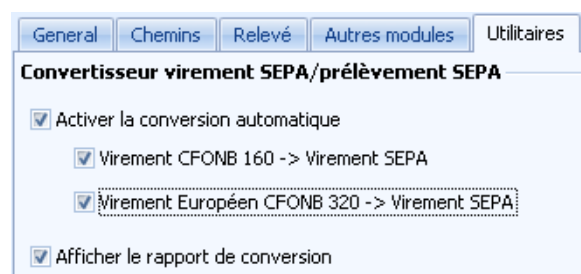 General Chemins Relevé Autres modules Utilitaires
Convertisseur virement SEPA/prélèvement SEPA
Activer la conversion automatique
Virement CFONB 160 -> Virement SEPA
Virement Européen CFONB 320 -> Virement SEPA
Afficher le rapport de conversion